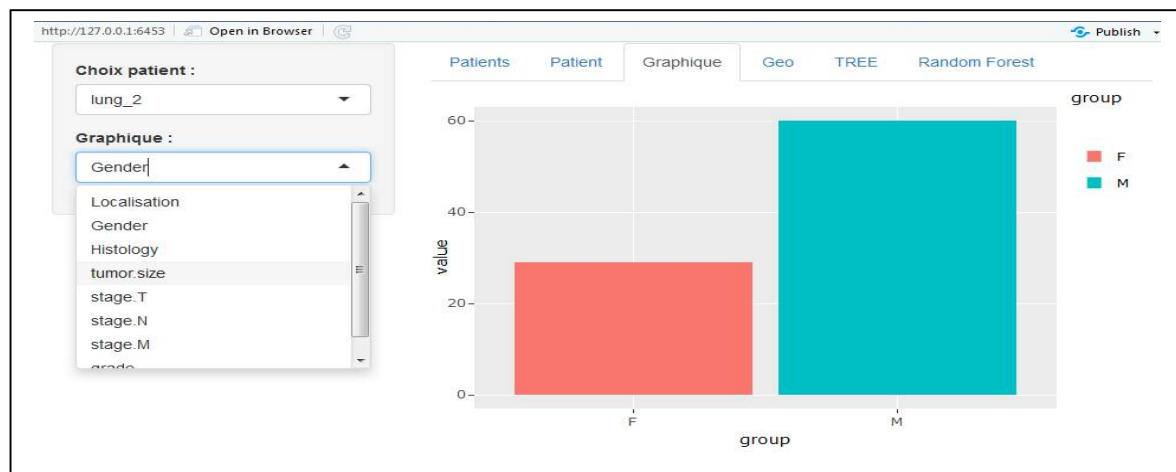 http://127.0.0.1:6453 Open in Browser Publish
Choix patient :
lung_2
Graphique :
Gender
Localisation
Gender
Histology
tumor.size
stage.T
stage.N
stage.M
grade
Patients Patient Graphique Geo TREE Random Forest
group
F
M
value
60
40
20
0
F M
group